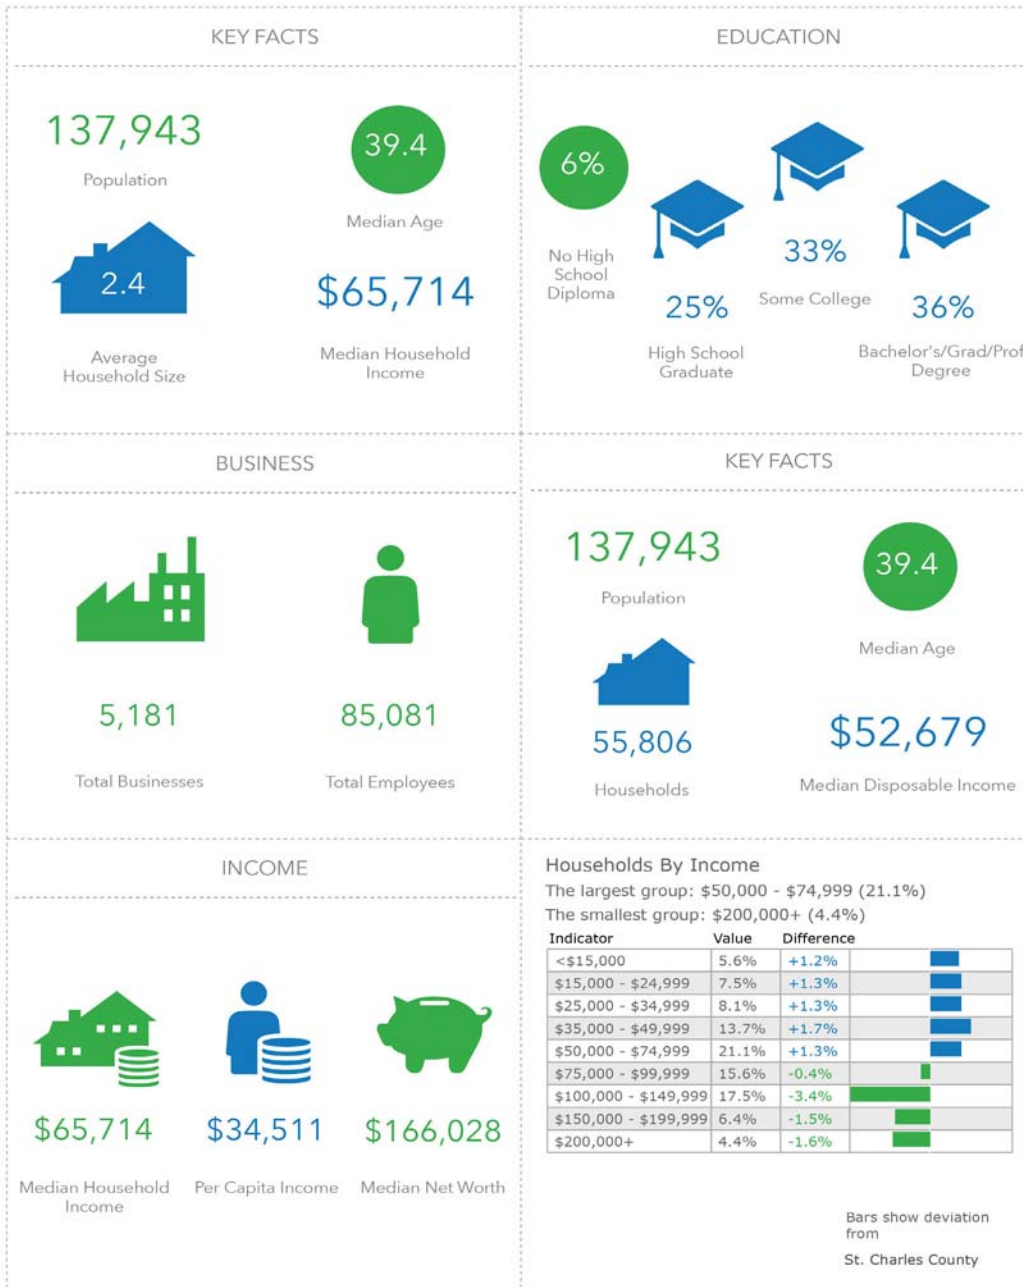 KEY FACTS
137,943
Population
39.4
Median Age
2.4
Average
Household Size
$65,714
Median Household
Income
EDUCATION
6%
No High
School
Diploma
25%
High School
Graduate
33%
Some College
36%
Bachelor's/Grad/Prof
Degree
BUSINESS
5,181
Total Businesses
85,081
Total Employees
KEY FACTS
137,943
Population
39.4
Median Age
55,806
Households
$52,679
Median Disposable Income
INCOME
$65,714
Median Household
Income
$34,511
Per Capita Income
$166,028
Median Net Worth
Households By Income
The largest group: $50,000 - $74,999 (21.1%)
The smallest group: $200,000+ (4.4%)
Indicator Value Difference
<$15,000 5.6% +1.2%
$15,000 - $24,999 7.5% +1.3%
$25,000 - $34,999 8.1% +1.3%
$35,000 - $49,999 13.7% +1.7%
$50,000 - $74,999 21.1% +1.3%
$75,000 - $99,999 15.6% -0.4%
$100,000 - $149,999 17.5% -3.4%
$150,000 - $199,999 6.4% -1.5%
$200,000+ 4.4% -1.6%
Bars show deviation
from
St. Charles County